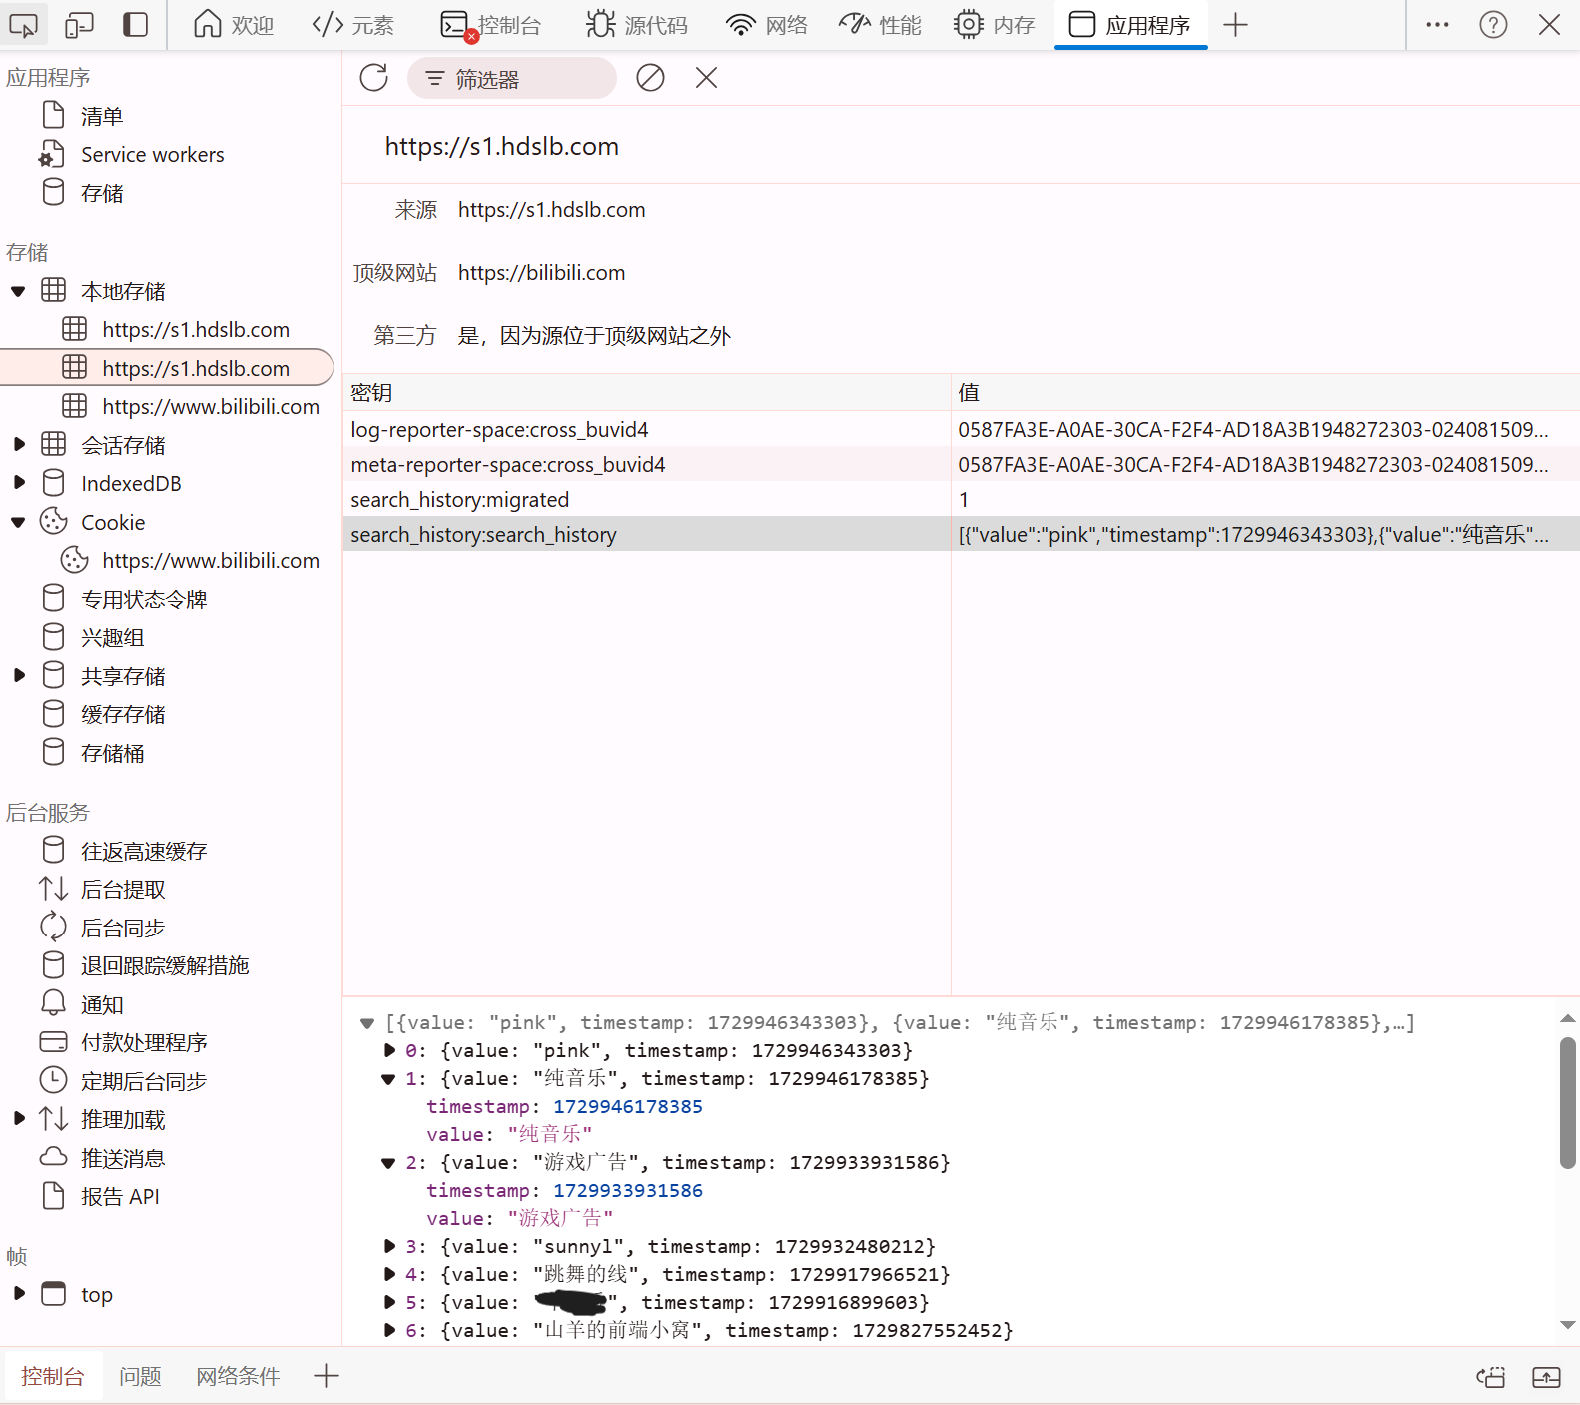 欢迎 元素 控制台 源代码 网络 性能 内存 应用程序
应用程序
清单
Service workers
存储
存储
本地存储
https://s1.hdslb.com
https://s1.hdslb.com
https://www.bilibili.com
会话存储
IndexedDB
Cookie
https://www.bilibili.com
专用状态令牌
兴趣组
共享存储
缓存存储
存储桶
后台服务
往返高速缓存
后台提取
后台同步
退回跟踪缓解措施
通知
付款处理程序
定期后台同步
推理加载
推送消息
报告 API
帧
top
筛选器
https://s1.hdslb.com
来源 https://s1.hdslb.com
顶级网站 https://bilibili.com
第三方 是，因为源位于顶级网站之外
密钥 值
log-reporter-space:cross_buvid4 0587FA3E-A0AE-30CA-F2F4-AD18A3B1948272303-024081509...
meta-reporter-space:cross_buvid4 0587FA3E-A0AE-30CA-F2F4-AD18A3B1948272303-024081509...
search_history:migrated 1
search_history:search_history [{"value":"pink","timestamp":1729946343303},{"value":"纯音乐"...
[{value: "pink", timestamp: 1729946343303}, {value: "纯音乐", timestamp: 1729946178385},…]
0: {value: "pink", timestamp: 1729946343303}
1: {value: "纯音乐", timestamp: 1729946178385}
timestamp: 1729946178385
value: "纯音乐"
2: {value: "游戏广告", timestamp: 1729933931586}
timestamp: 1729933931586
value: "游戏广告"
3: {value: "sunnyl", timestamp: 1729932480212}
4: {value: "跳舞的线", timestamp: 1729917966521}
5: {value: ", timestamp: 1729916899603}
6: {value: "山羊的前端小窝", timestamp: 1729827552452}
控制台 问题 网络条件